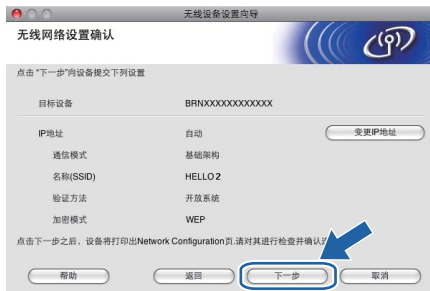 无线设备设置向导
无线网络设置确认
点击“下一步”向设备提交下列设置
目标设备 BRNXXXXXXXXXXXX
IP地址 自动 变更IP地址
通信模式 基础架构
名称(SSID) HELLO 2
验证方法 开放系统
加密模式 WEP
点击下一步之后，设备将打印出Network Configuration页.请对其进行检查并确认
帮助 返回 下一步 取消